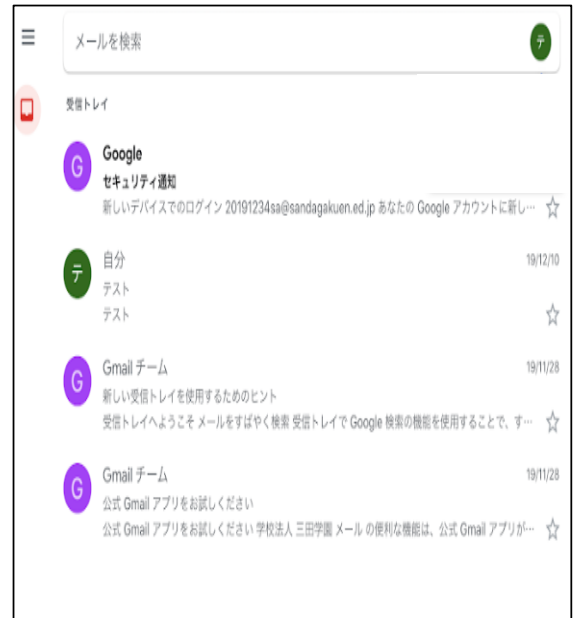 メールを検索
テ
受信トレイ
G
Google
セキュリティ通知
新しいデバイスでのログイン 20191234sa@sandagakuen.ed.jp あなたの Google アカウントに新し…
テ
自分
19/12/10
テスト
テスト
G
Gmail チーム
19/11/28
新しい受信トレイを使用するためのヒント
受信トレイへようこそ メールをすばやく検索 受信トレイで Google 検索の機能を使用することで、す…
G
Gmail チーム
19/11/28
公式 Gmail アプリをお試しください
公式 Gmail アプリをお試しください 学校法人 三田学園 メール の便利な機能は、公式 Gmail アプリが…